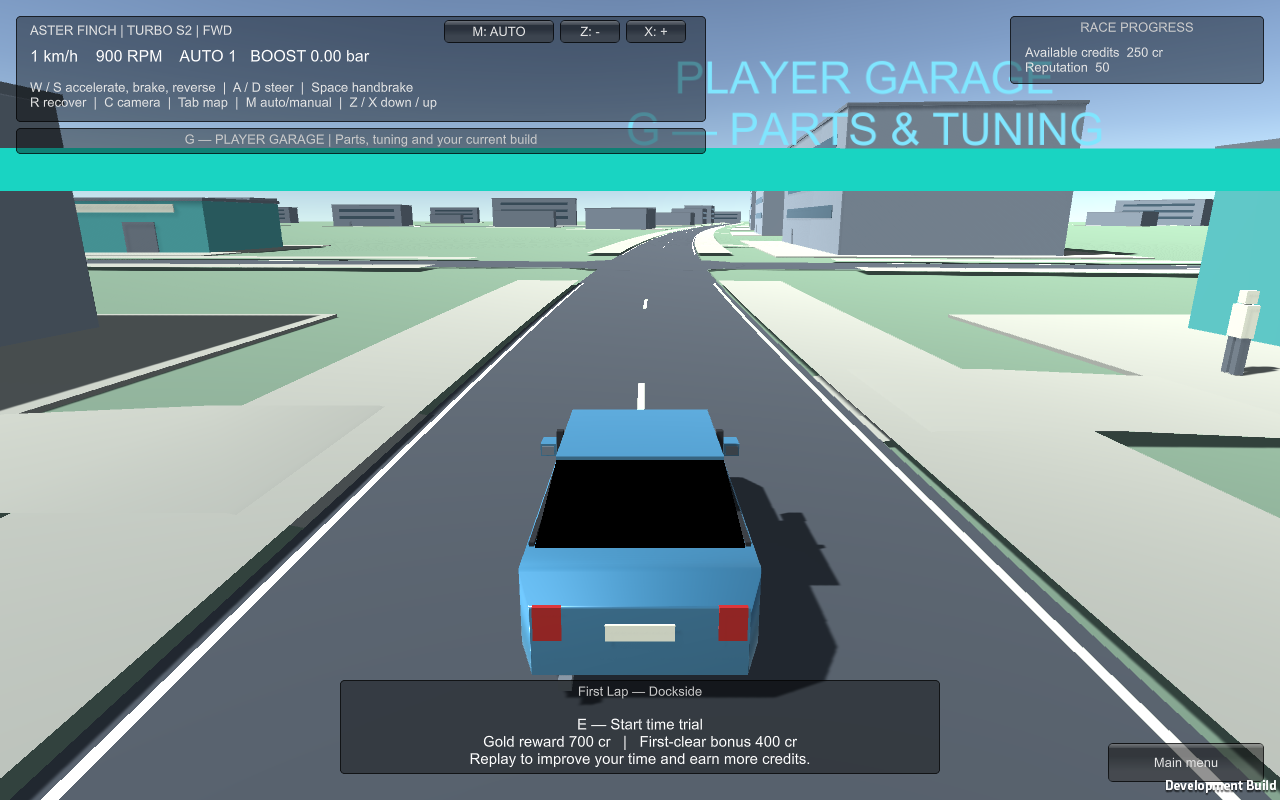 ASTER FINCH | TURBO S2 | FWD
M: AUTO
Z: -
X: +
1 km/h 900 RPM AUTO 1 BOOST 0.00 bar
W / S accelerate, brake, reverse | A / D steer | Space handbrake
R recover | C camera | Tab map | M auto/manual | Z / X down / up
G — PLAYER GARAGE | Parts, tuning and your current build
RACE PROGRESS
Available credits 250 cr
Reputation 50
PLAYER GARAGE
G — PARTS & TUNING
First Lap — Dockside
E — Start time trial
Gold reward 700 cr | First-clear bonus 400 cr
Replay to improve your time and earn more credits.
Main menu
Development Build